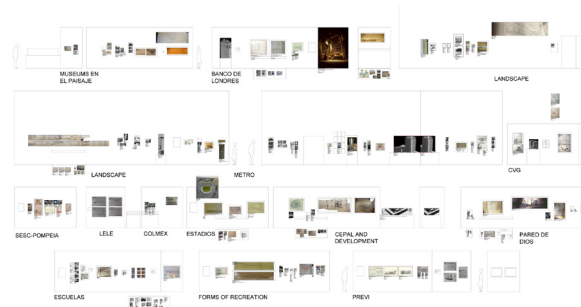 MUSEUMS EN
EL PAISAJE
BANCO DE
LONDRES
LANDSCAPE
LANDSCAPE
METRO
CVG
SESC-POMPEIA
LELE
COLMEX
ESTADIOS
CEPAL AND
DEVELOPMENT
PARED DE
DIOS
ESCUELAS
FORMS OF RECREATION
PREVI